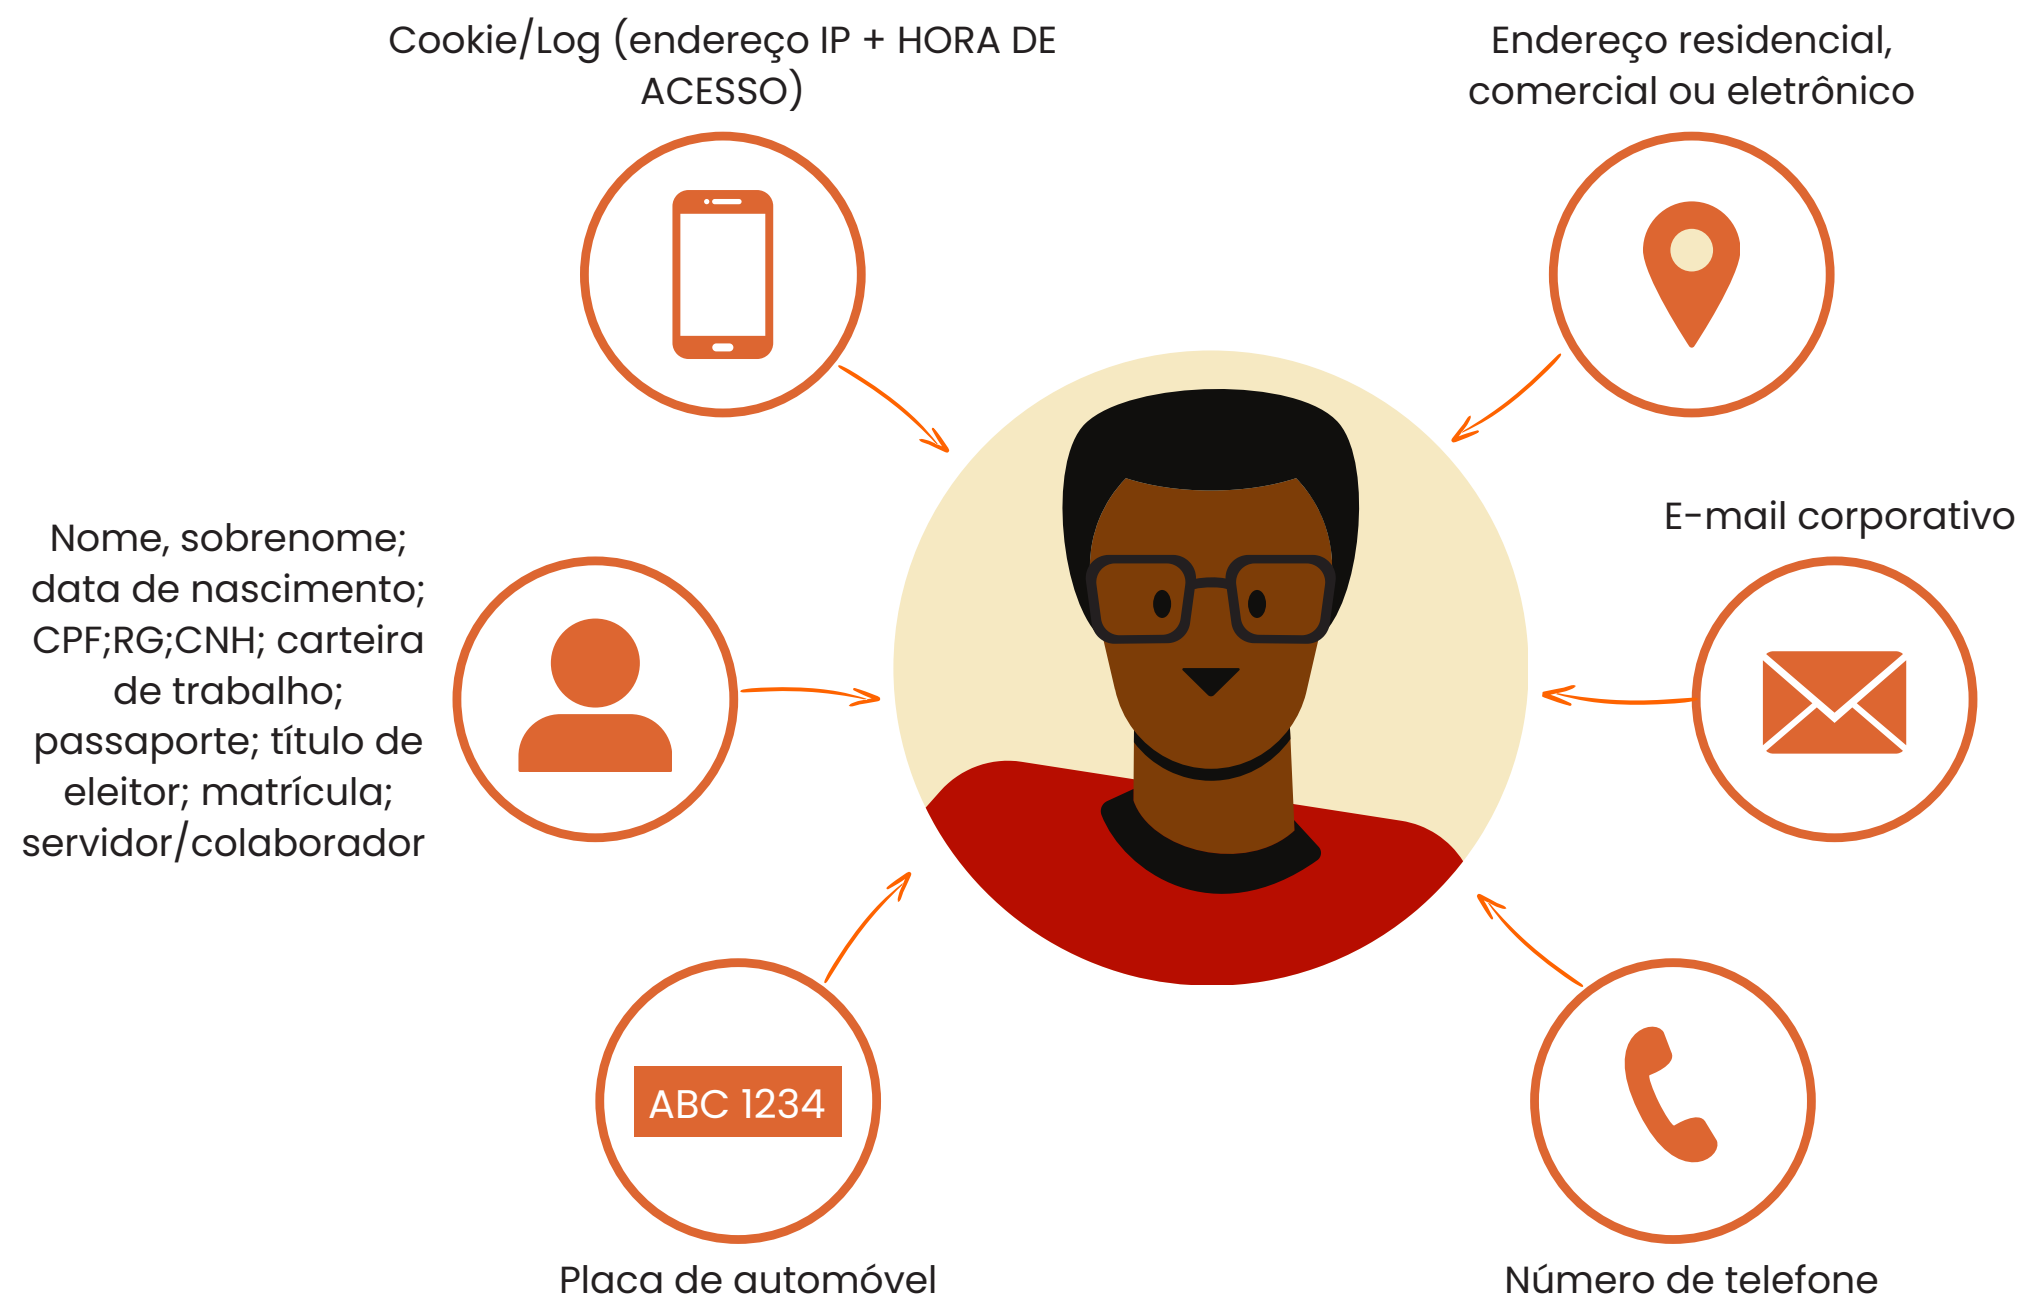 Cookie/Log (endereço IP + HORA DE
ACESSO)
Endereço residencial,
comercial ou eletrônico
Nome, sobrenome;
data de nascimento;
CPF;RG;CNH; carteira
de trabalho;
passaporte; título de
eleitor; matrícula;
servidor/colaborador
E-mail corporativo
ABC 1234
Placa de automóvel
Número de telefone